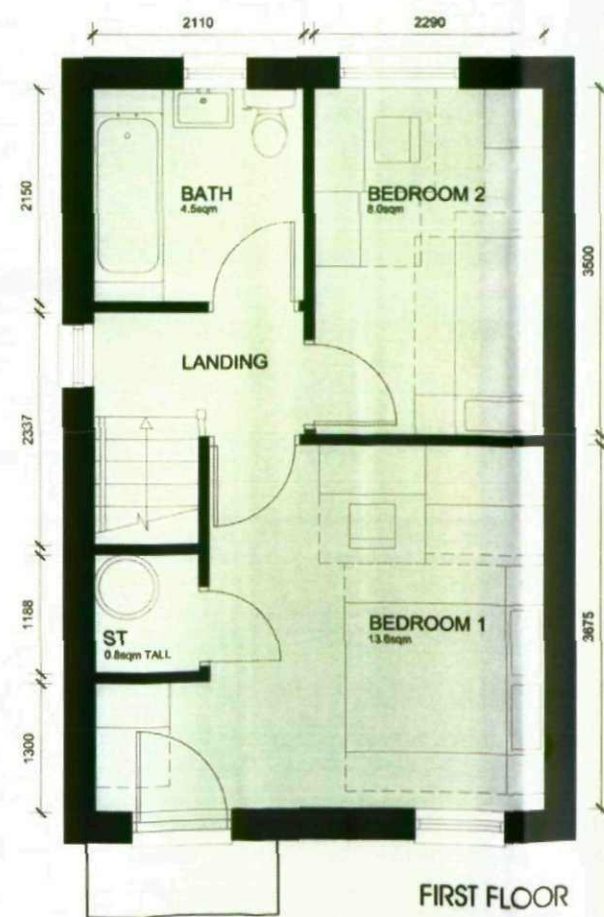 2110
2290
2150
BATH
4.5sqm
BEDROOM 2
8.0sqm
3500
LANDING
2337
1188
ST
0.8sqm TALL
BEDROOM 1
13.6sqm
3675
1300
FIRST FLOOR